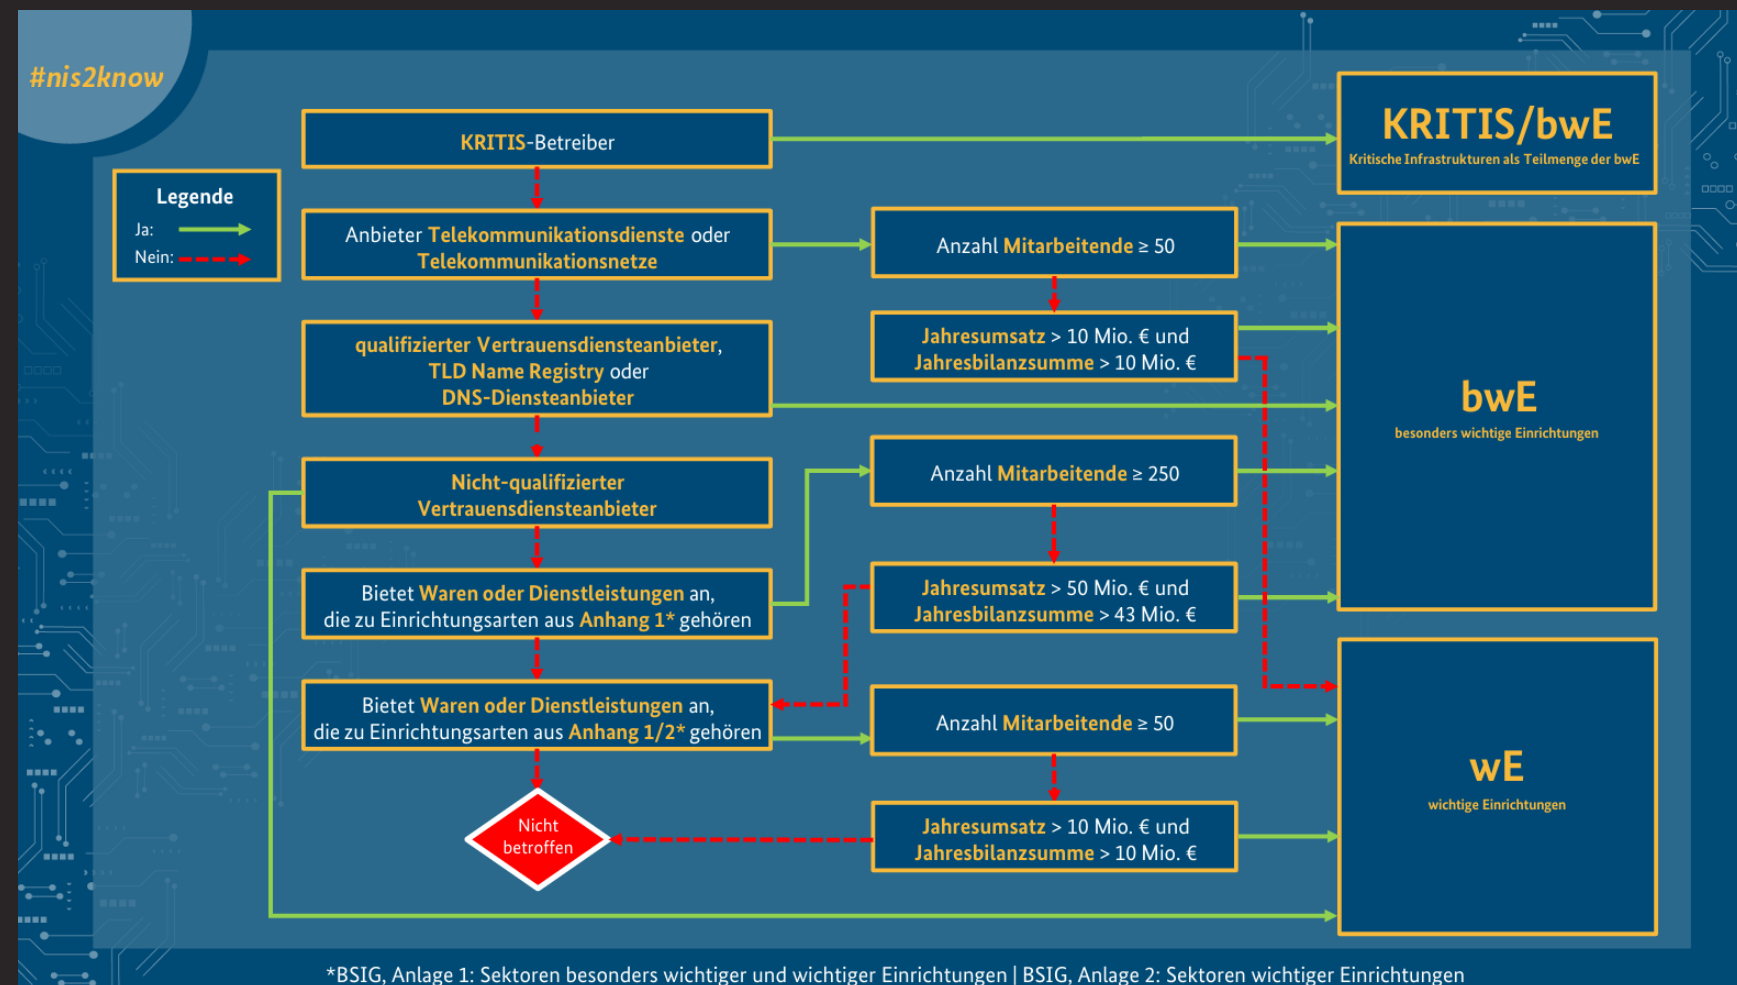 #nis2know
KRITIS-Betreiber
KRITIS/bwE
Kritische Infrastrukturen als Teilmenge der bwE
Legende
Ja:
Nein:
Anbieter Telekommunikationsdienste oder
Telekommunikationsnetze
Anzahl Mitarbeitende ≥ 50
Jahresumsatz > 10 Mio. € und
Jahresbilanzsumme > 10 Mio. €
qualifizierter Vertrauensdiensteanbieter,
TLD Name Registry oder
DNS-Diensteanbieter
bwE
besonders wichtige Einrichtungen
Nicht-qualifizierter
Vertrauensdiensteanbieter
Anzahl Mitarbeitende ≥ 250
Bietet Waren oder Dienstleistungen an,
die zu Einrichtungsarten aus Anhang 1* gehören
Jahresumsatz > 50 Mio. € und
Jahresbilanzsumme > 43 Mio. €
Bietet Waren oder Dienstleistungen an,
die zu Einrichtungsarten aus Anhang 1/2* gehören
Anzahl Mitarbeitende ≥ 50
wE
wichtige Einrichtungen
Nicht
betroffen
Jahresumsatz > 10 Mio. € und
Jahresbilanzsumme > 10 Mio. €
*BSIG, Anlage 1: Sektoren besonders wichtiger und wichtiger Einrichtungen | BSIG, Anlage 2: Sektoren wichtiger Einrichtungen